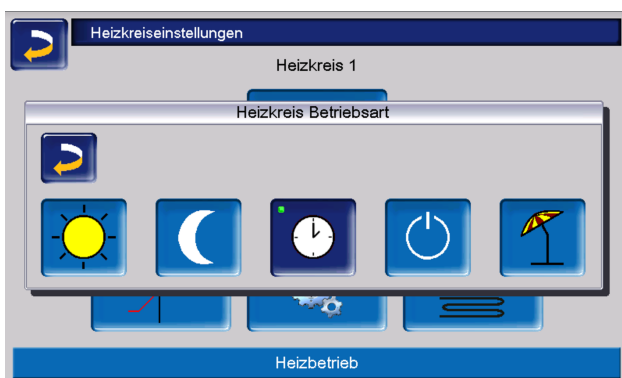 Heizkreiseinstellungen
Heizkreis 1
Heizkreis Betriebsart
Heizbetrieb